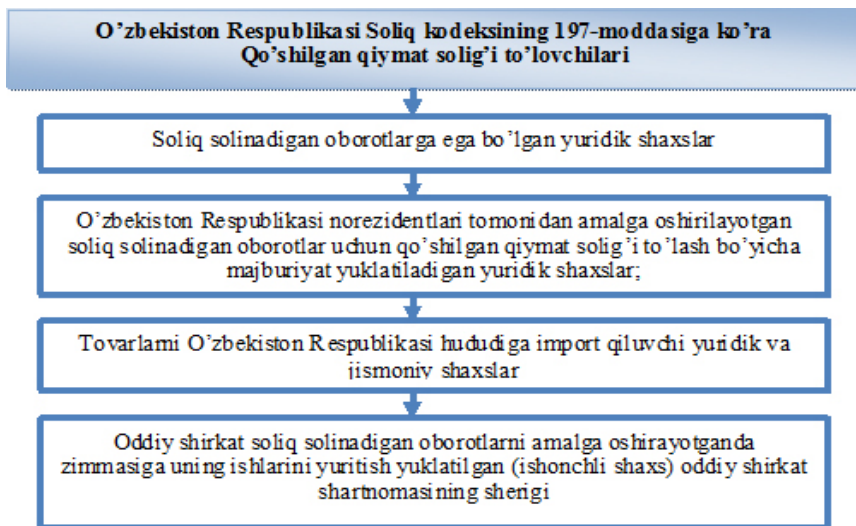 O’zbekiston Respublikasi Soliq kodeksining 197-moddasiga ko’ra
Qo’shilgan qiymat solig’i to’lovchilari
Soliq solinadigan oborotlarga ega bo’lgan yuridik shaxslar
O’zbekiston Respublikasi norezidentlari tomonidan amalga oshirilayotgan
soliq solinadigan oborotlar uchun qo’shilgan qiymat solig’i to’lash bo’yicha
majburiyat yuklatiladigan yuridik shaxslar;
Tovarlarni O’zbekiston Respublikasi hududiga import qiluvchi yuridik va
jismoniy shaxslar
Oddiy shirkat soliq solinadigan oborotlarni amalga oshirayotganda
zimmasiga uning ishlarini yuritish yuklatilgan (ishonchli shaxs) oddiy shirkat
shartnomasining sherigi